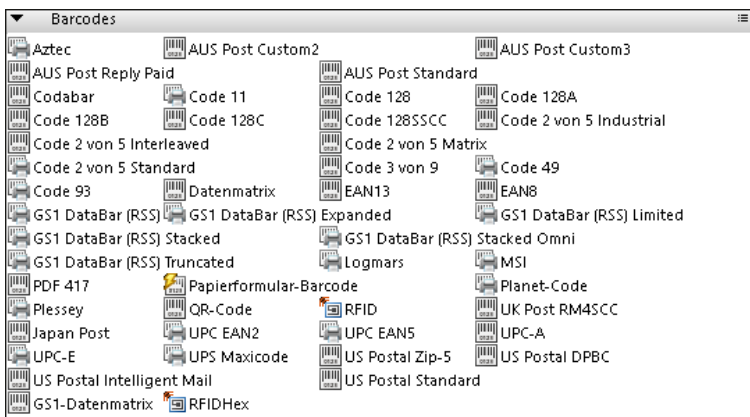 Barcodes
Aztec AUS Post Custom2 AUS Post Custom3
AUS Post Reply Paid AUS Post Standard
Codabar Code 11 Code 128 Code 128A
Code 128B Code 128C Code 128SSCC Code 2 von 5 Industrial
Code 2 von 5 Interleaved Code 2 von 5 Matrix
Code 2 von 5 Standard Code 3 von 9 Code 49
Code 93 Datenmatrix EAN13 EAN8
GS1 DataBar (RSS) GS1 DataBar (RSS) Expanded GS1 DataBar (RSS) Limited
GS1 DataBar (RSS) Stacked GS1 DataBar (RSS) Stacked Omni
GS1 DataBar (RSS) Truncated Logmars MSI
PDF 417 Papierformular-Barcode Planet-Code
Plessey QR-Code RFID UK Post RM4SCC
Japan Post UPC EAN2 UPC EAN5 UPC-A
UPC-E UPS Maxicode US Postal Zip-5 US Postal DPBC
US Postal Intelligent Mail US Postal Standard
GS1-Datenmatrix RFIDHex